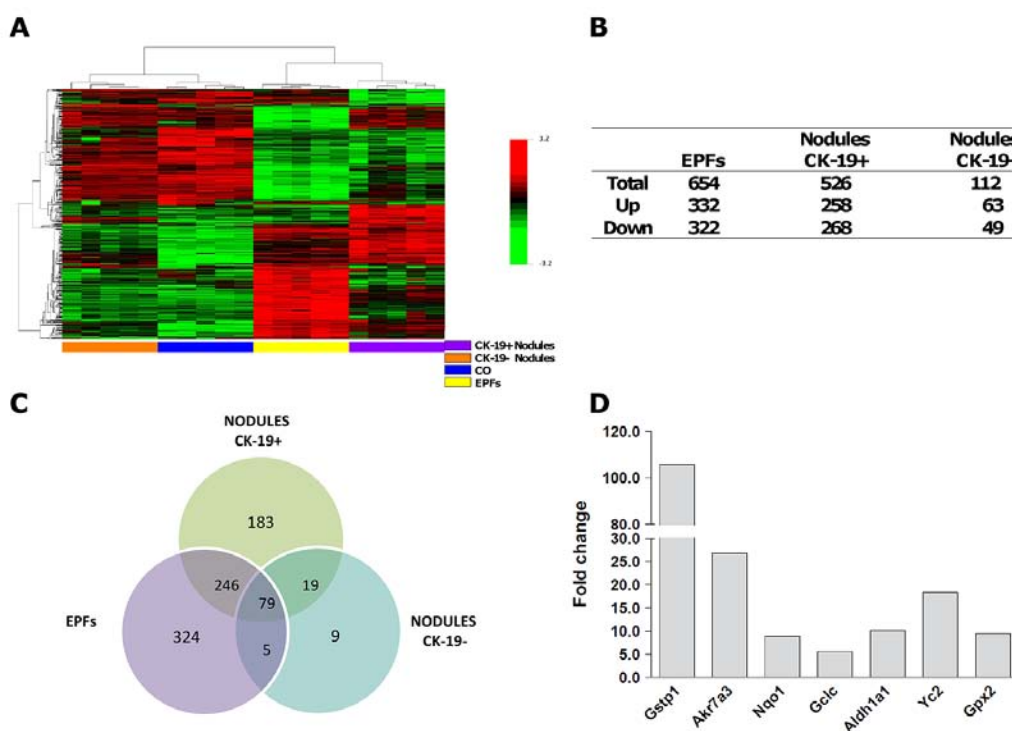 A
3.2
-3.2
CK-19+Nodules
CK-19- Nodules
CO
EPFs
B
EPFs Nodules CK-19+ Nodules CK-19-
Total 654 526 112
Up 332 258 63
Down 322 268 49
C
NODULES
CK-19+
183
246
79
19
EPFs
324
5
9
NODULES
CK-19-
D
Fold change
120.0
100.0
80.0
30.0
25.0
20.0
15.0
10.0
5.0
0.0
Gstp1
Akr7a3
Nqo1
Gclc
Aldh1a1
Yc2
Gpx2